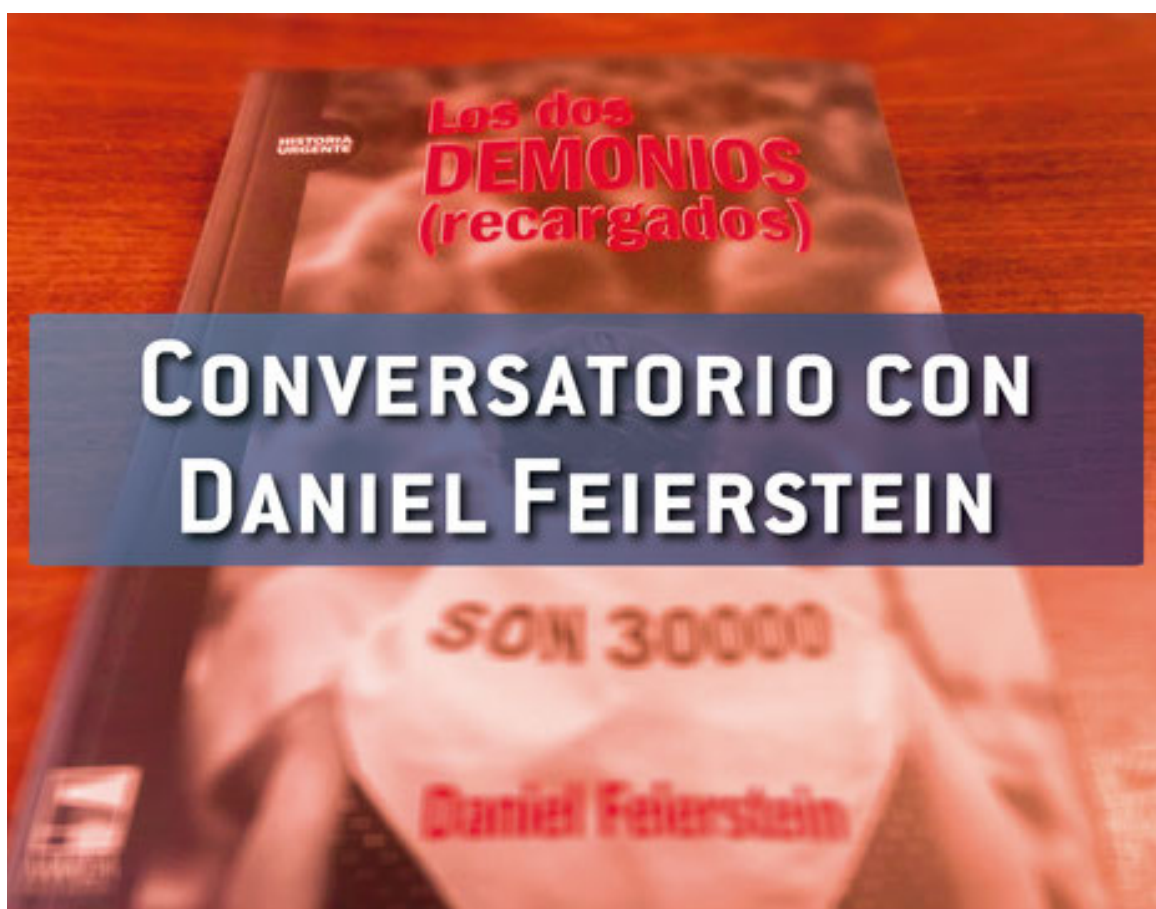 Los dos
DEMONIOS
(recargados)
HISTORIA
URGENTE
CONVERSATORIO CON
DANIEL FEIERSTEIN
SON 30000
Daniel Feierstein